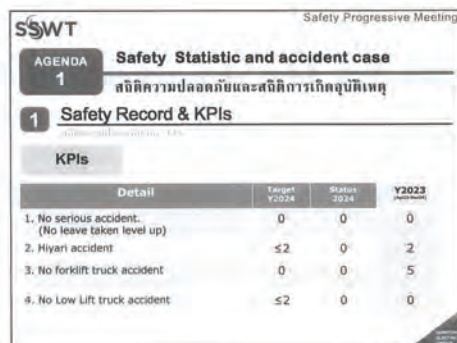 SSWT
Safety Progressive Meeting
AGENDA
1
Safety Statistic and accident case
สถิติความปลอดภัยและสถิติการเกิดอุบัติเหตุ
1 Safety Record & KPIs
KPIs
Detail Target Y2024 Status 2024 Y2023
1. No serious accident. 0 0 0
(No leave taken level up)
2. Hiyari accident ≤2 0 2
3. No forklift truck accident 0 0 5
4. No Low Lift truck accident ≤2 0 0